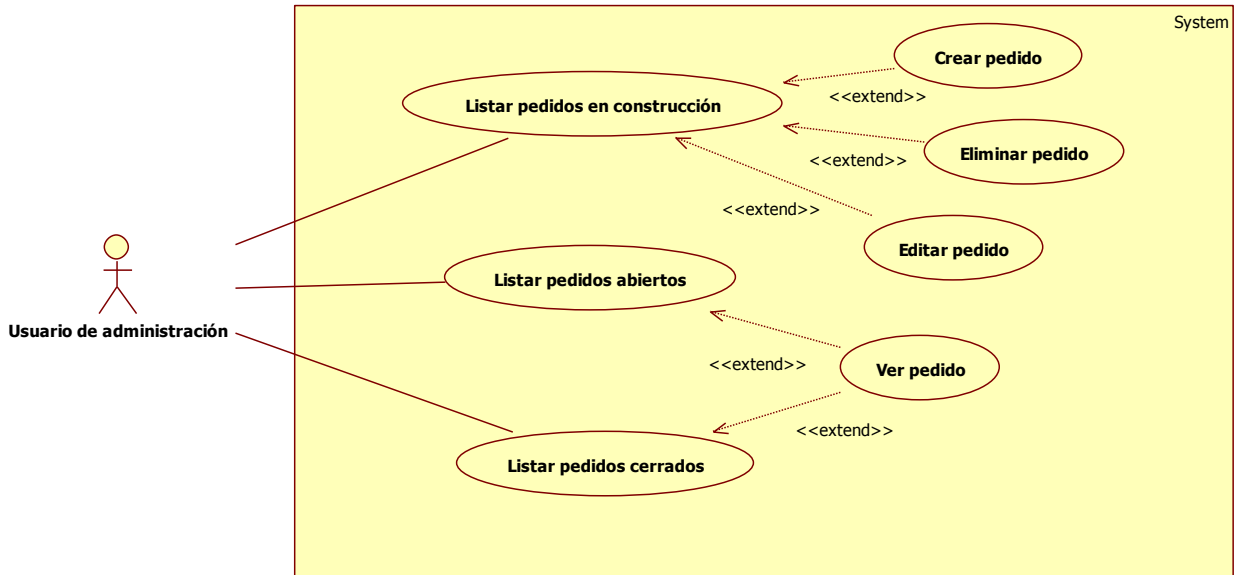 System
Crear pedido
<<extend>>
Listar pedidos en construcción
Eliminar pedido
<<extend>>
<<extend>>
Editar pedido
Listar pedidos abiertos
Usuario de administración
<<extend>>
Ver pedido
<<extend>>
Listar pedidos cerrados